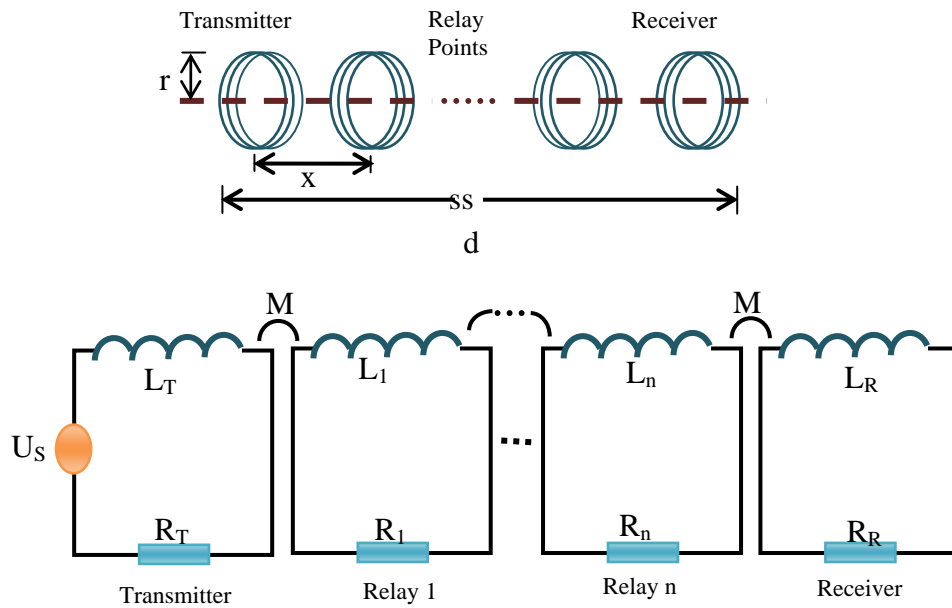 Transmitter
Relay
Points
Receiver
r
x
ss
d
M
M
L_T
L_1
L_n
L_R
U_S
R_T
R_1
R_n
R_R
Transmitter
Relay 1
Relay n
Receiver